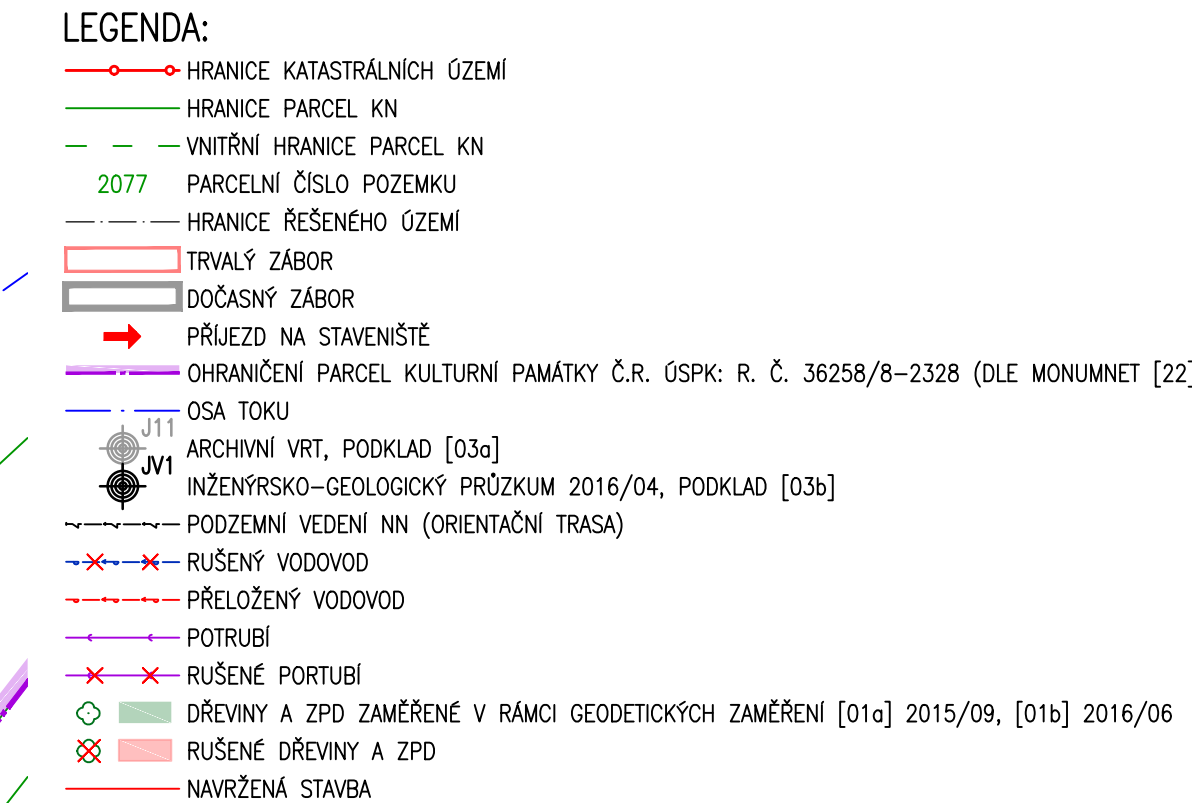 LEGENDA:
HRANICE KATASTRÁLNÍCH ÚZEMÍ
HRANICE PARCEL KN
VNITŘNÍ HRANICE PARCEL KN
2077 PARCELNÍ ČÍSLO POZEMKU
HRANICE ŘEŠENÉHO ÚZEMÍ
TRVALÝ ZÁBOR
DOČASNÝ ZÁBOR
PŘÍJEZD NA STAVENIŠTĚ
OHRANIČENÍ PARCEL KULTURNÍ PAMÁTKY Č.R. ÚSPK: R. Č. 36258/8-2328 (DLE MONUMNET [22]
OSA TOKU
J11
ARCHIVNÍ VRT, PODKLAD [03a]
JV1
INŽENÝRSKO-GEOLOGICKÝ PRŮZKUM 2016/04, PODKLAD [03b]
PODZEMNÍ VEDENÍ NN (ORIENTAČNÍ TRASA)
RUŠENÝ VODOVOD
PŘELOŽENÝ VODOVOD
POTRUBÍ
RUŠENÉ PORTUBÍ
DŘEVINY A ZPD ZAMĚŘENÉ V RÁMCI GEODETICKÝCH ZAMĚŘENÍ [01a] 2015/09, [01b] 2016/06
RUŠENÉ DŘEVINY A ZPD
NAVRŽENÁ STAVBA